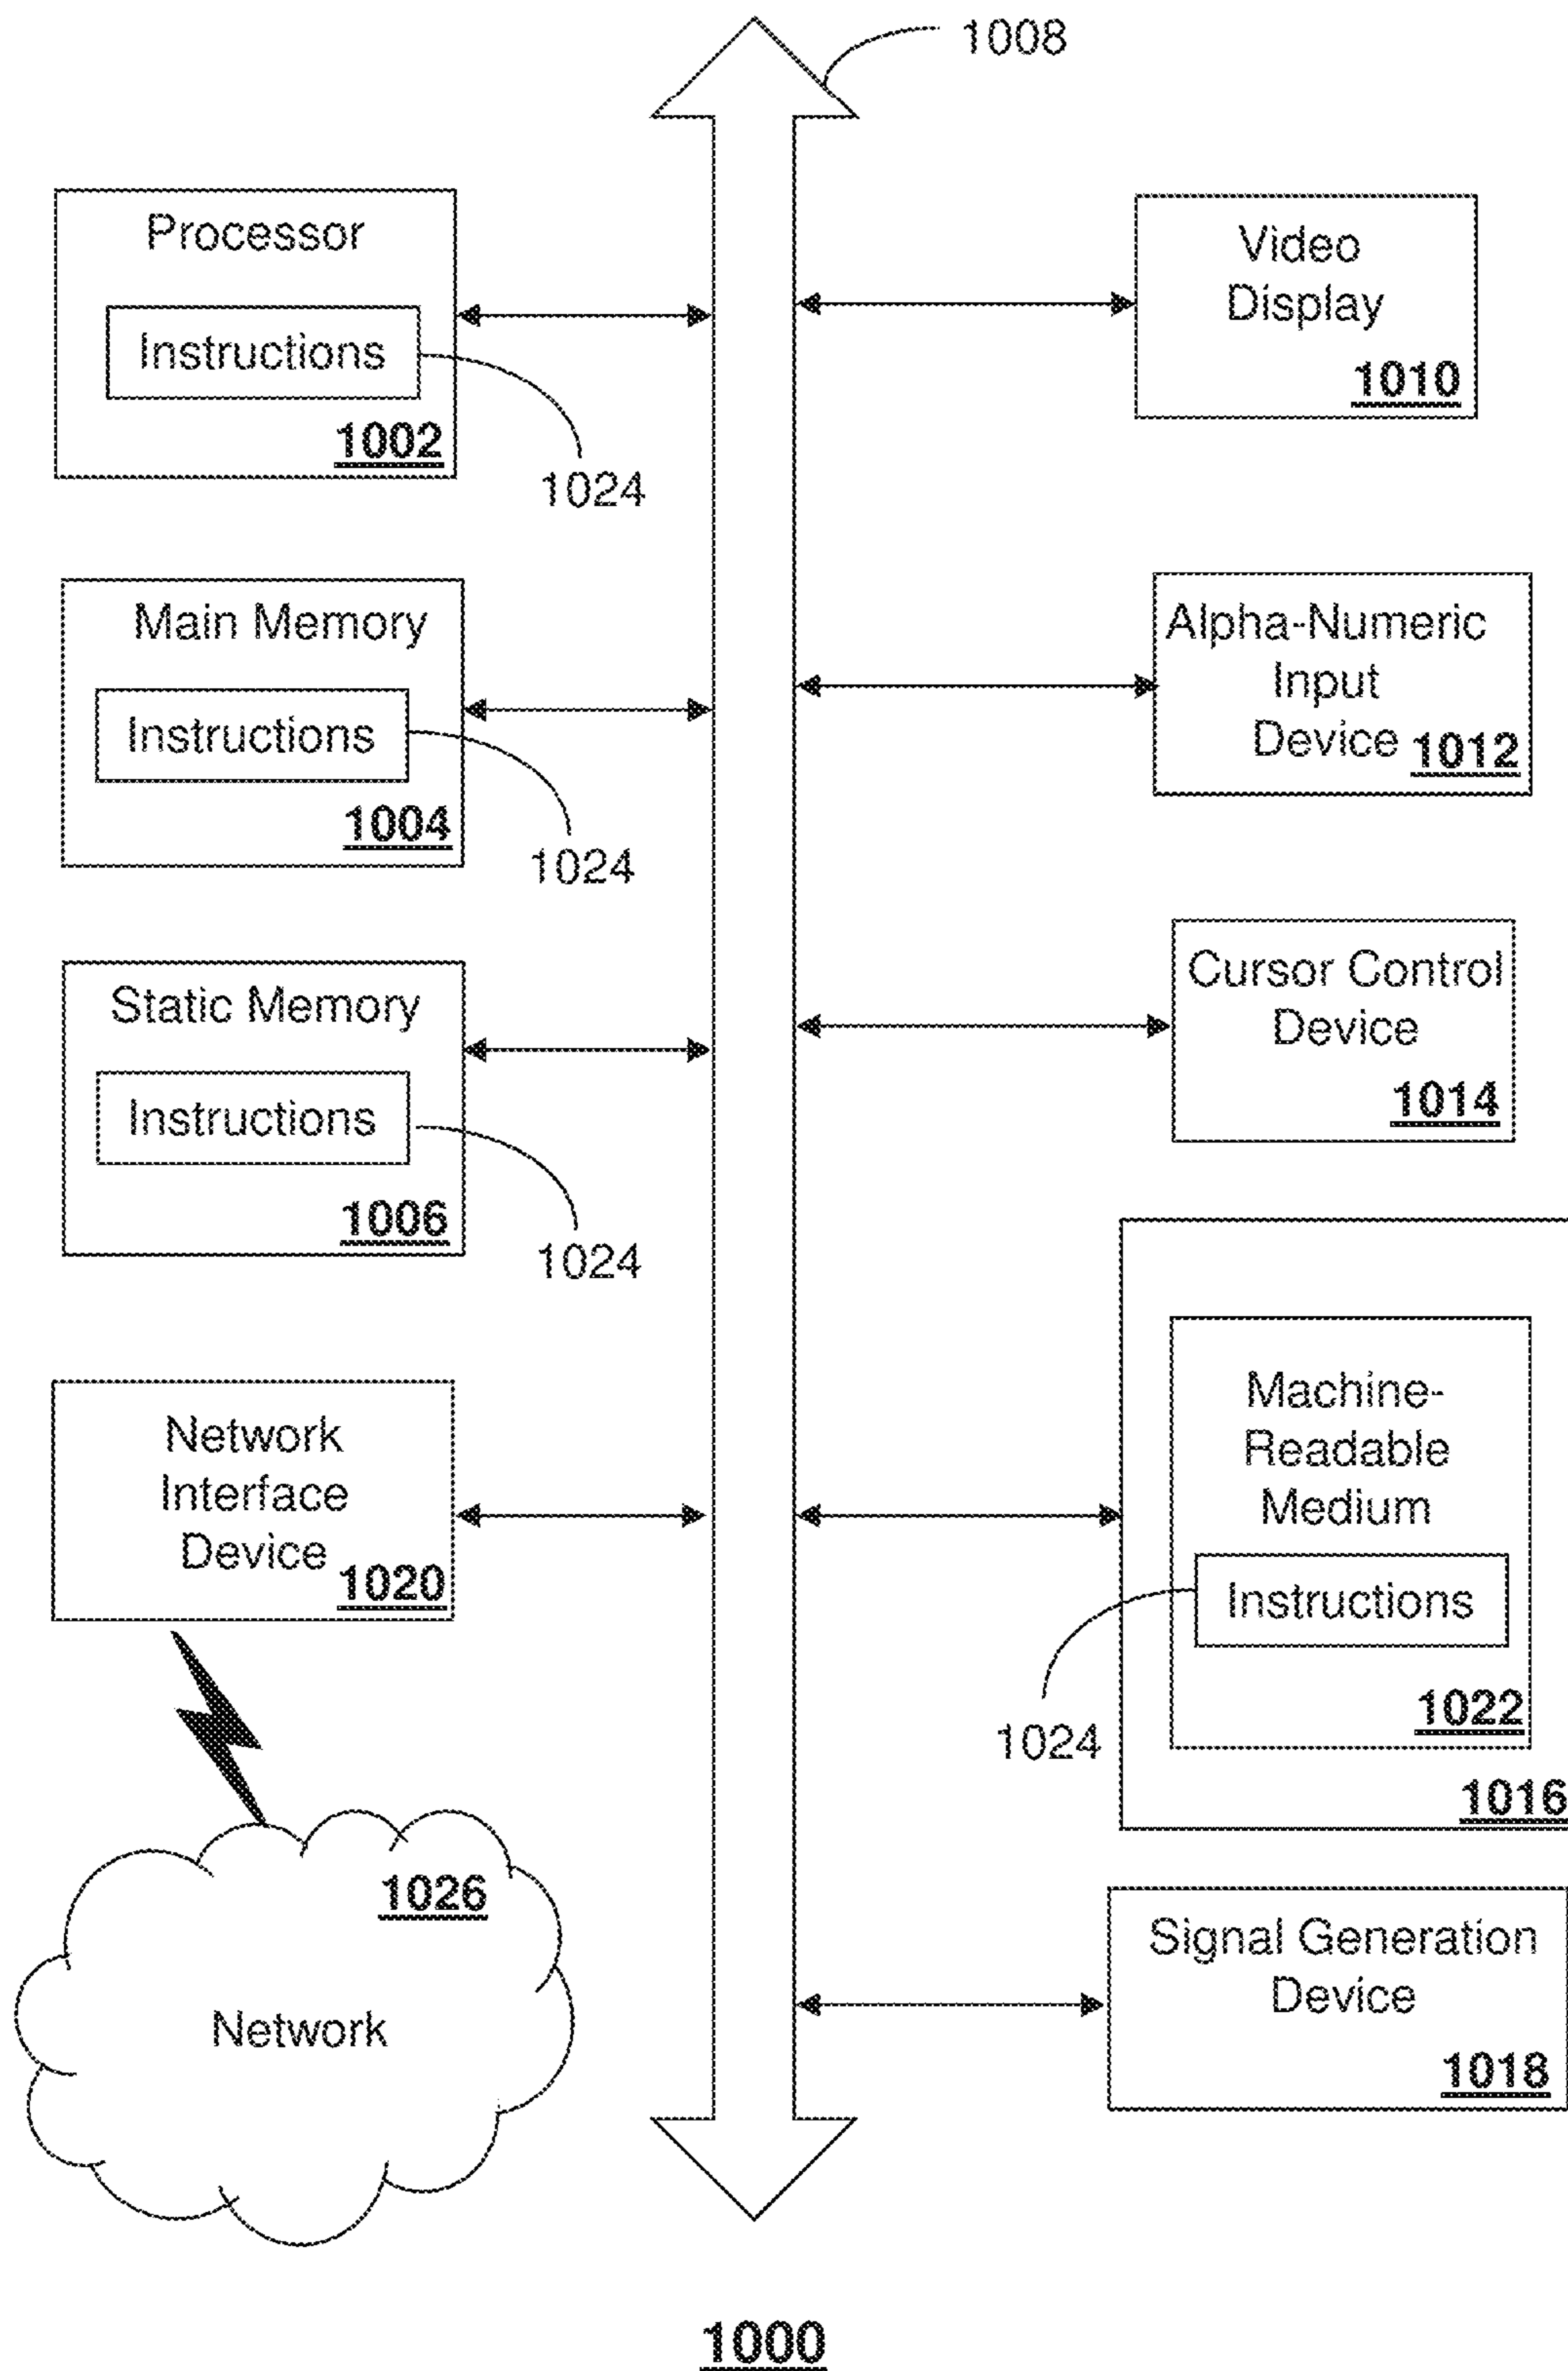 1008
Processor
Instructions
1002
1024
Video
Display
1010
Main Memory
Instructions
1004
1024
Alpha-Numeric
Input
Device 1012
Static Memory
Instructions
1006
1024
Cursor Control
Device
1014
Network
Interface
Device
1020
Machine-
Readable
Medium
Instructions
1024
1022
1016
1026
Network
Signal Generation
Device
1018
1000